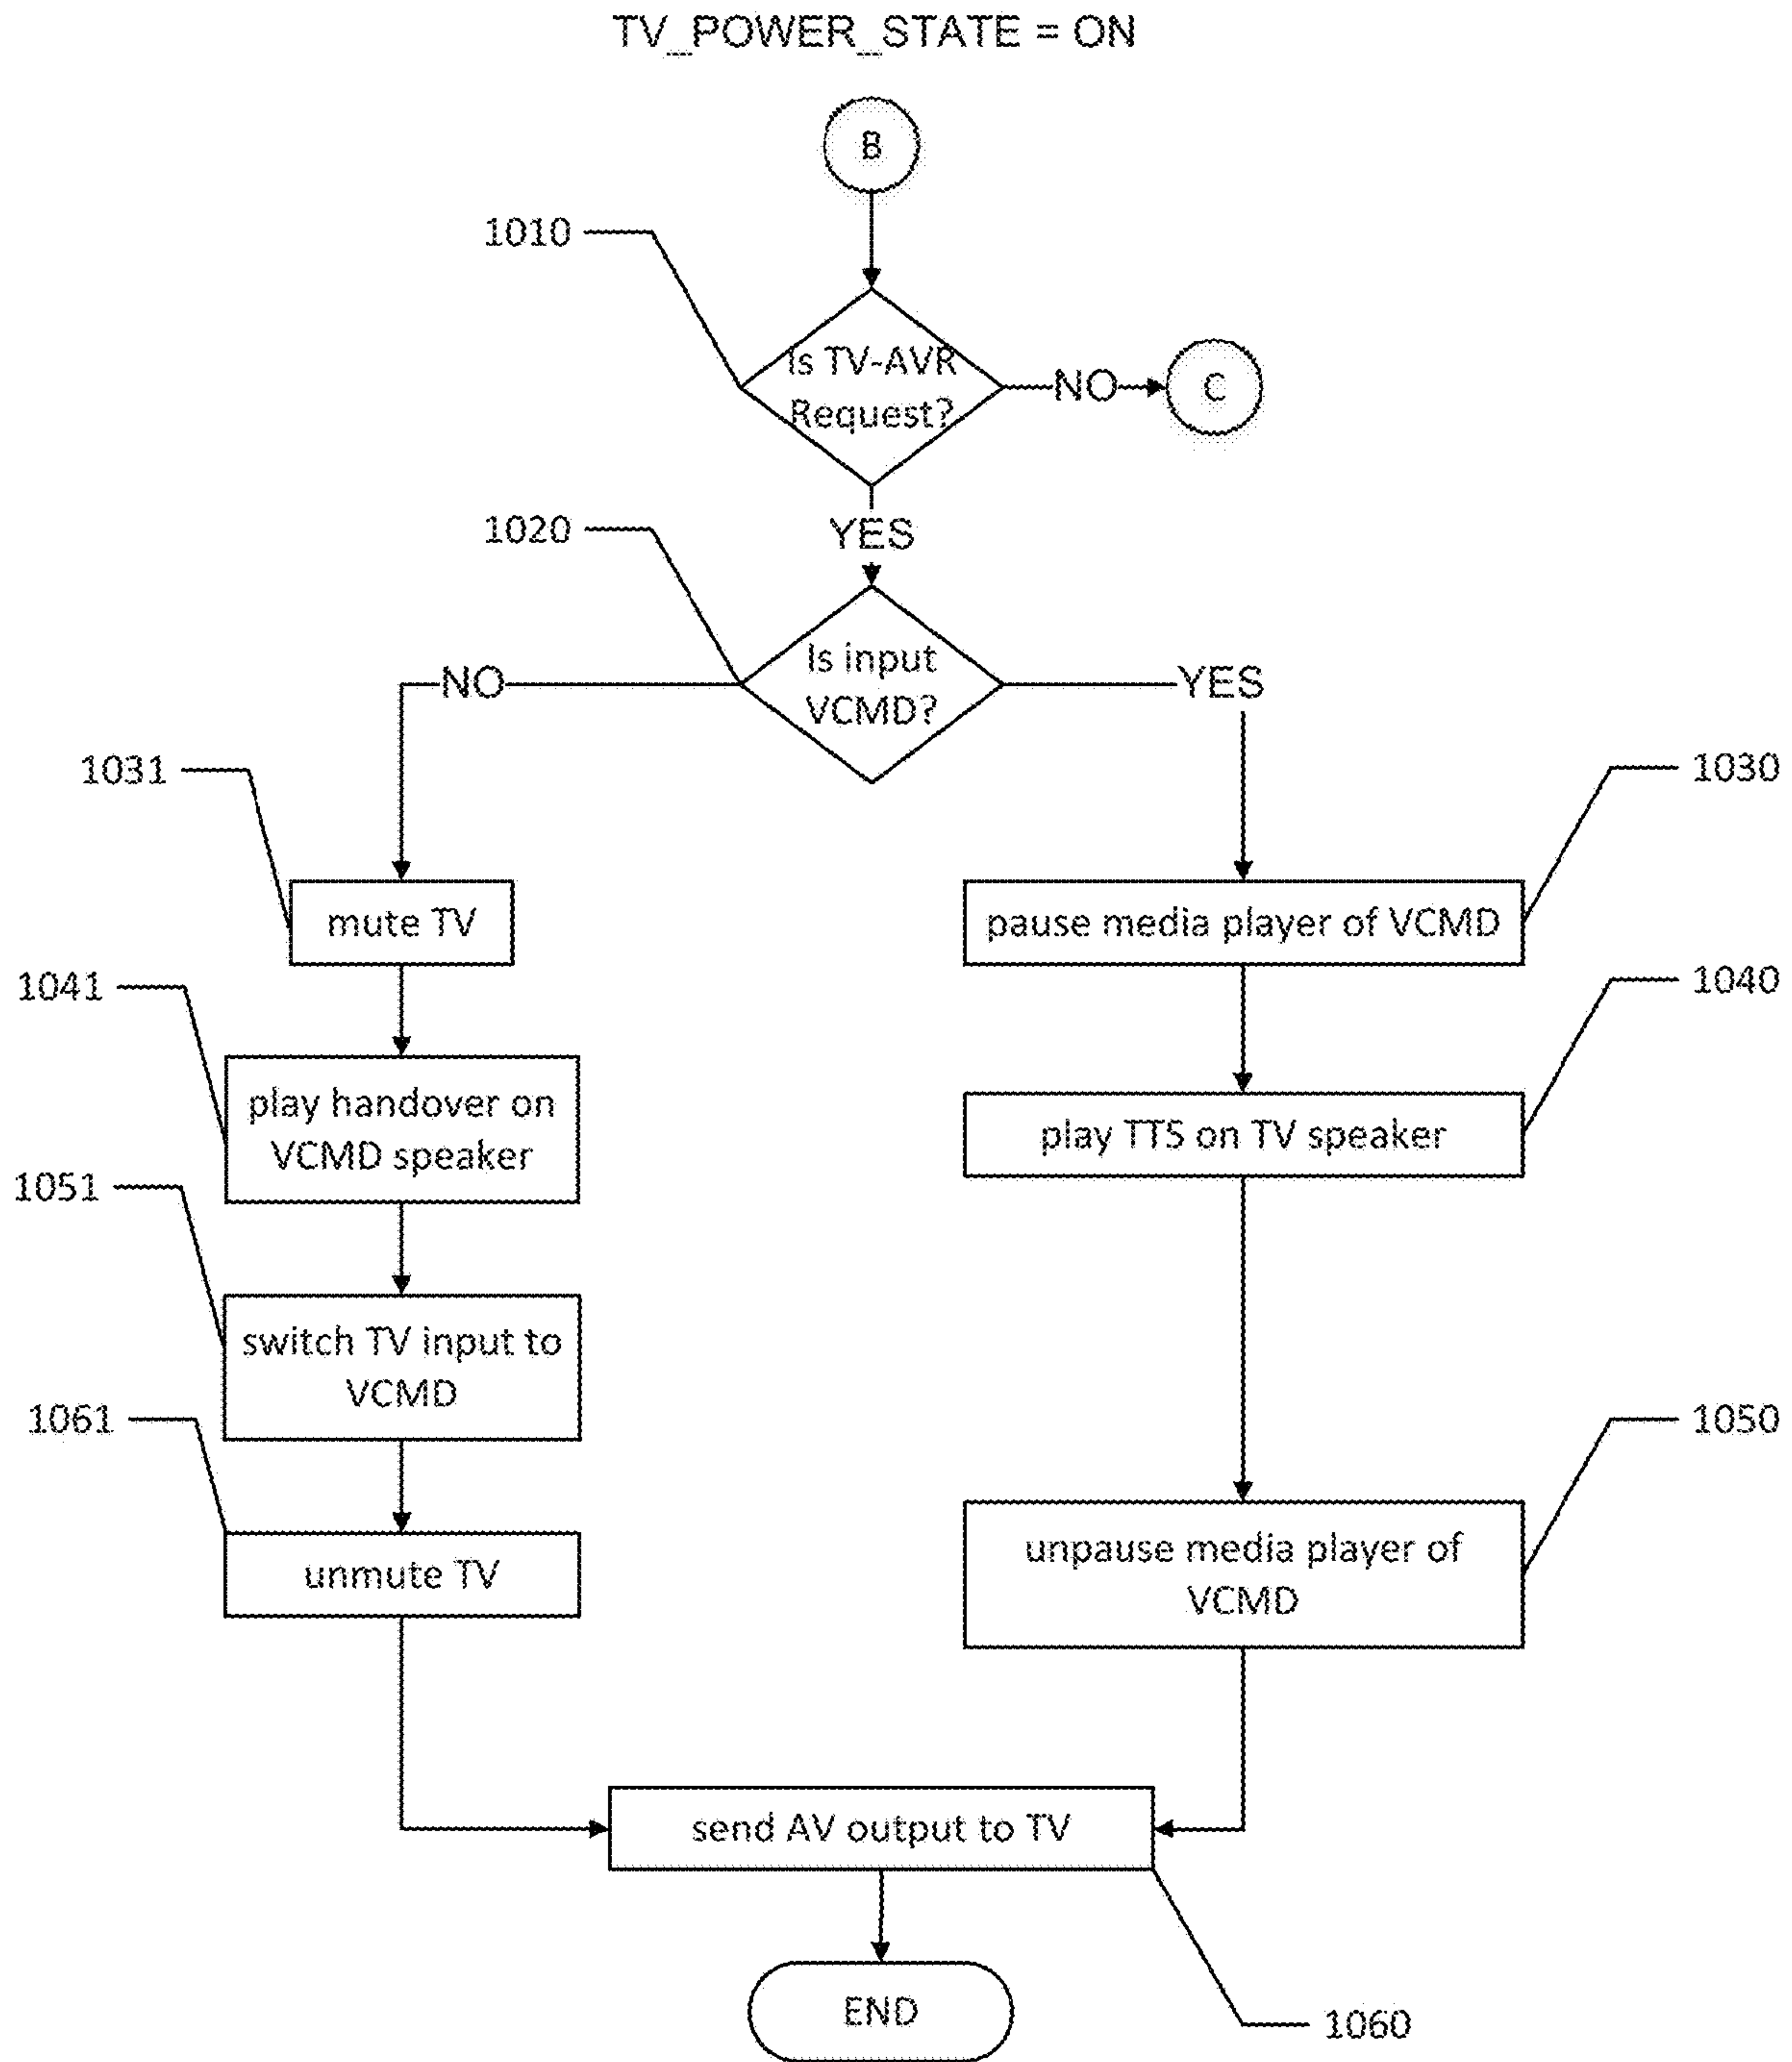 TV_POWER_STATE = ON
B
1010
Is TV-AVR
Request?
NO
C
YES
1020
Is input
VCMD?
NO
YES
1031
1030
mute TV
pause media player of VCMD
1041
1040
play handover on
VCMD speaker
play TTS on TV speaker
1051
switch TV input to
VCMD
1061
1050
unmute TV
unpause media player of
VCMD
send AV output to TV
END
1060